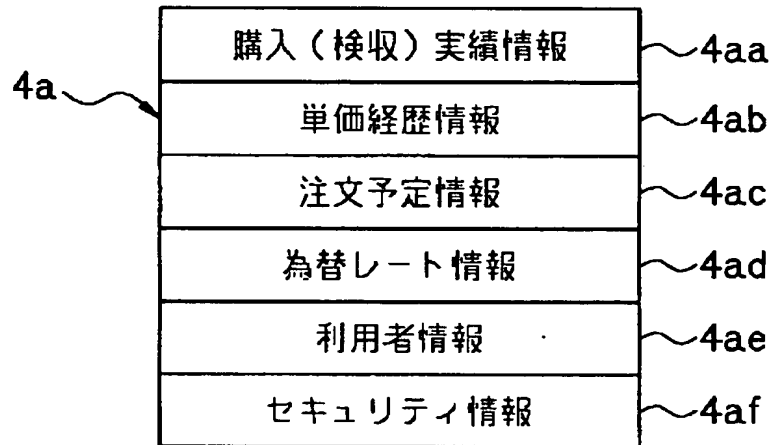 購入（検収）実績情報 4aa
4a
単価経歴情報 4ab
注文予定情報 4ac
為替レート情報 4ad
利用者情報 4ae
セキュリティ情報 4af